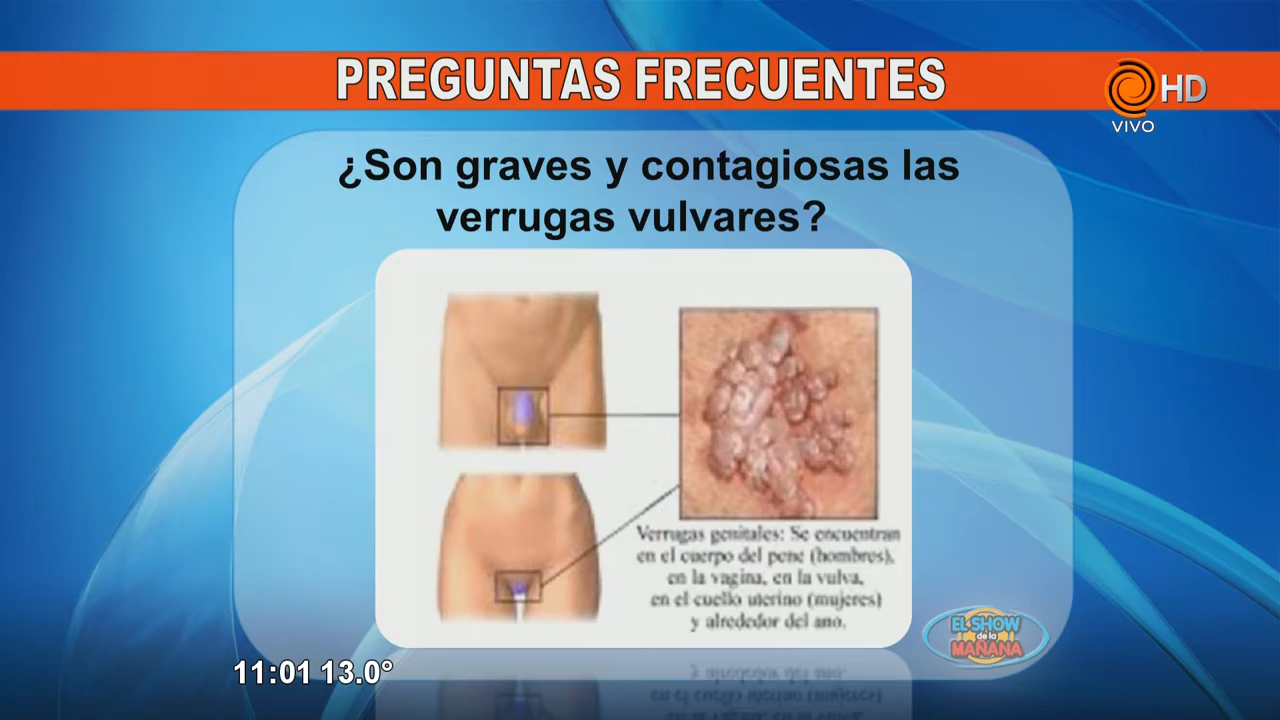 PREGUNTAS FRECUENTES
HD
VIVO
¿Son graves y contagiosas las
verrugas vulvares?
Verrugas genitales: Se encuentran
en el cuerpo del pene (hombres),
en la vagina, en la vulva,
en el cuello uterino (mujeres)
y alrededor del ano.
EL SHOW
de la
MAÑANA
11:01 13.0°